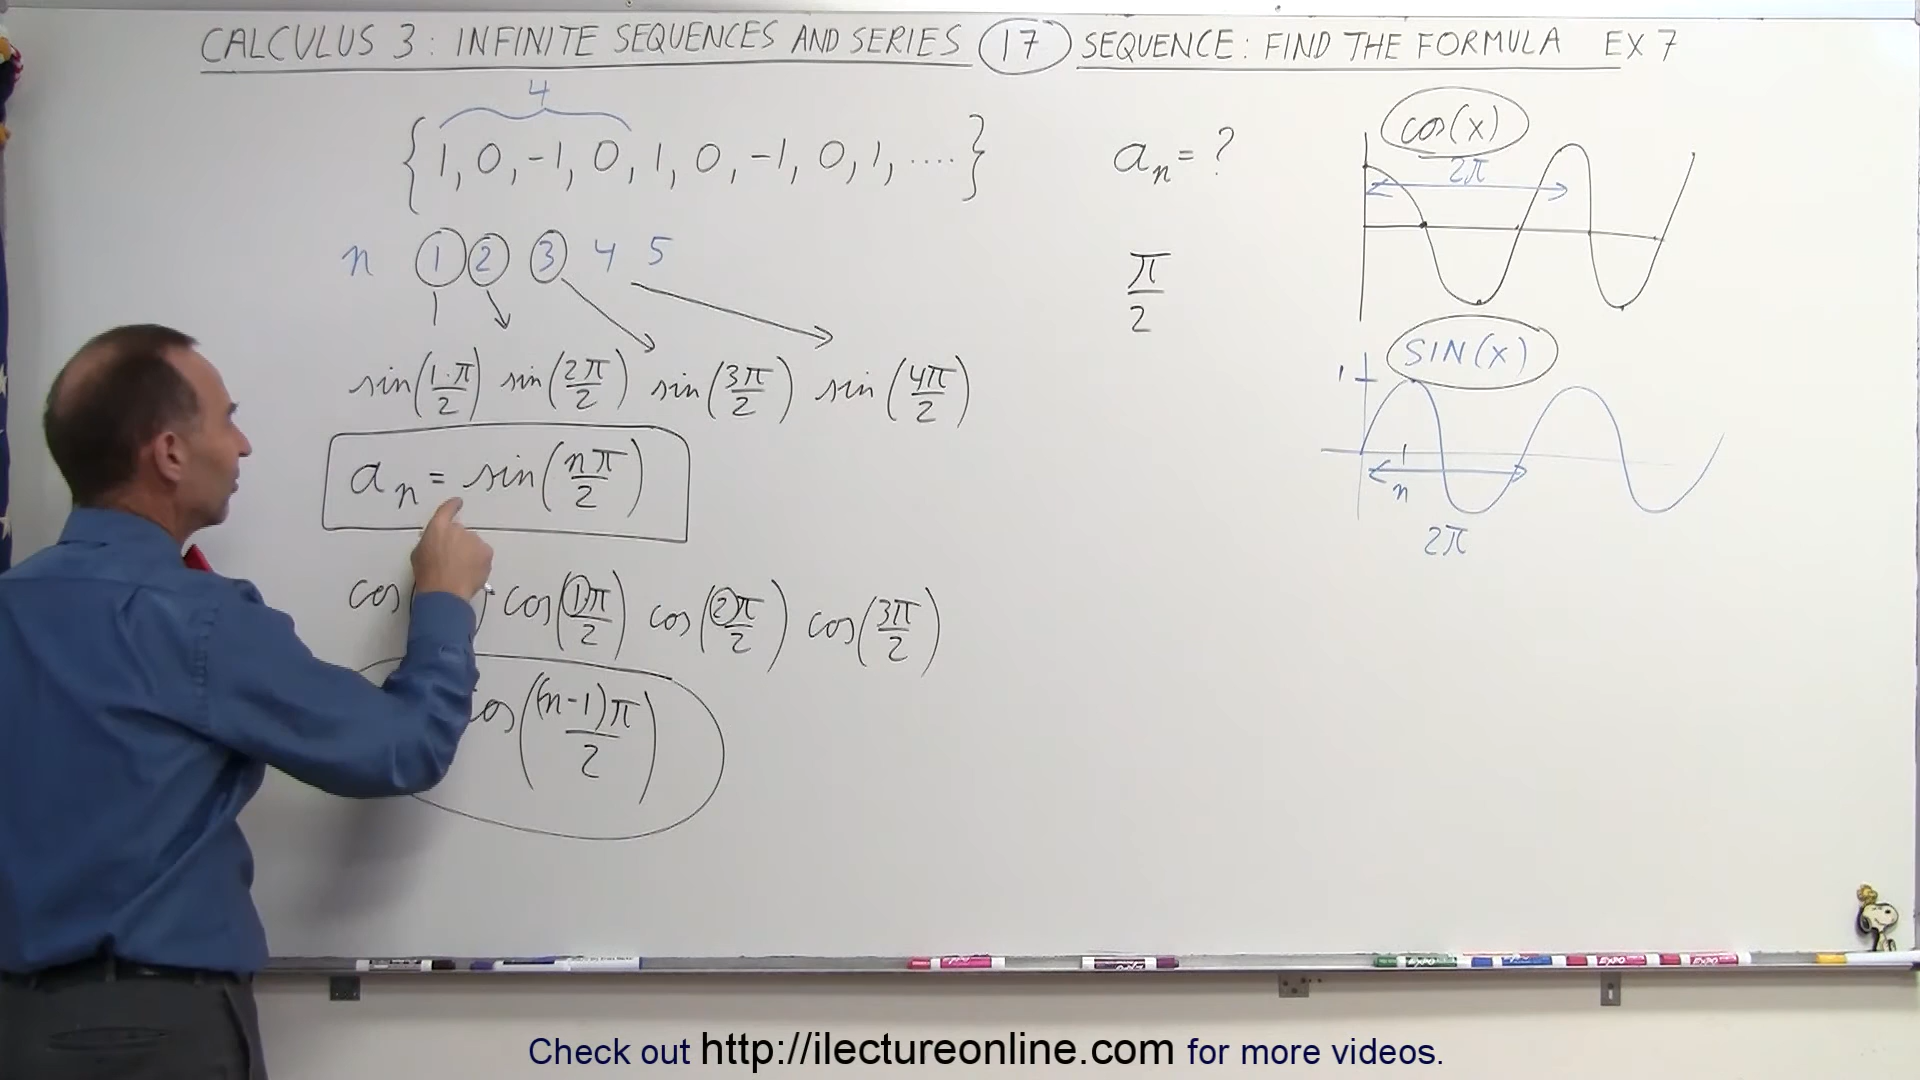 CALCULUS 3: INFINITE SEQUENCES AND SERIES 17 SEQUENCE: FIND THE FORMULA EX 7
4
{1, 0, -1, 0, 1, 0, -1, 0, 1, ....}
a_n = ?
cos(x)
2π
n 1 2 3 4 5
π/2
sin(1·π/2) sin(2π/2) sin(3π/2) sin(4π/2)
SIN(x)
1
a_n = sin(nπ/2)
1
n
2π
cos( cos(1π/2) cos(2π/2) cos(3π/2)
cos((n-1)π/2)
Check out http://ilectureonline.com for more videos.